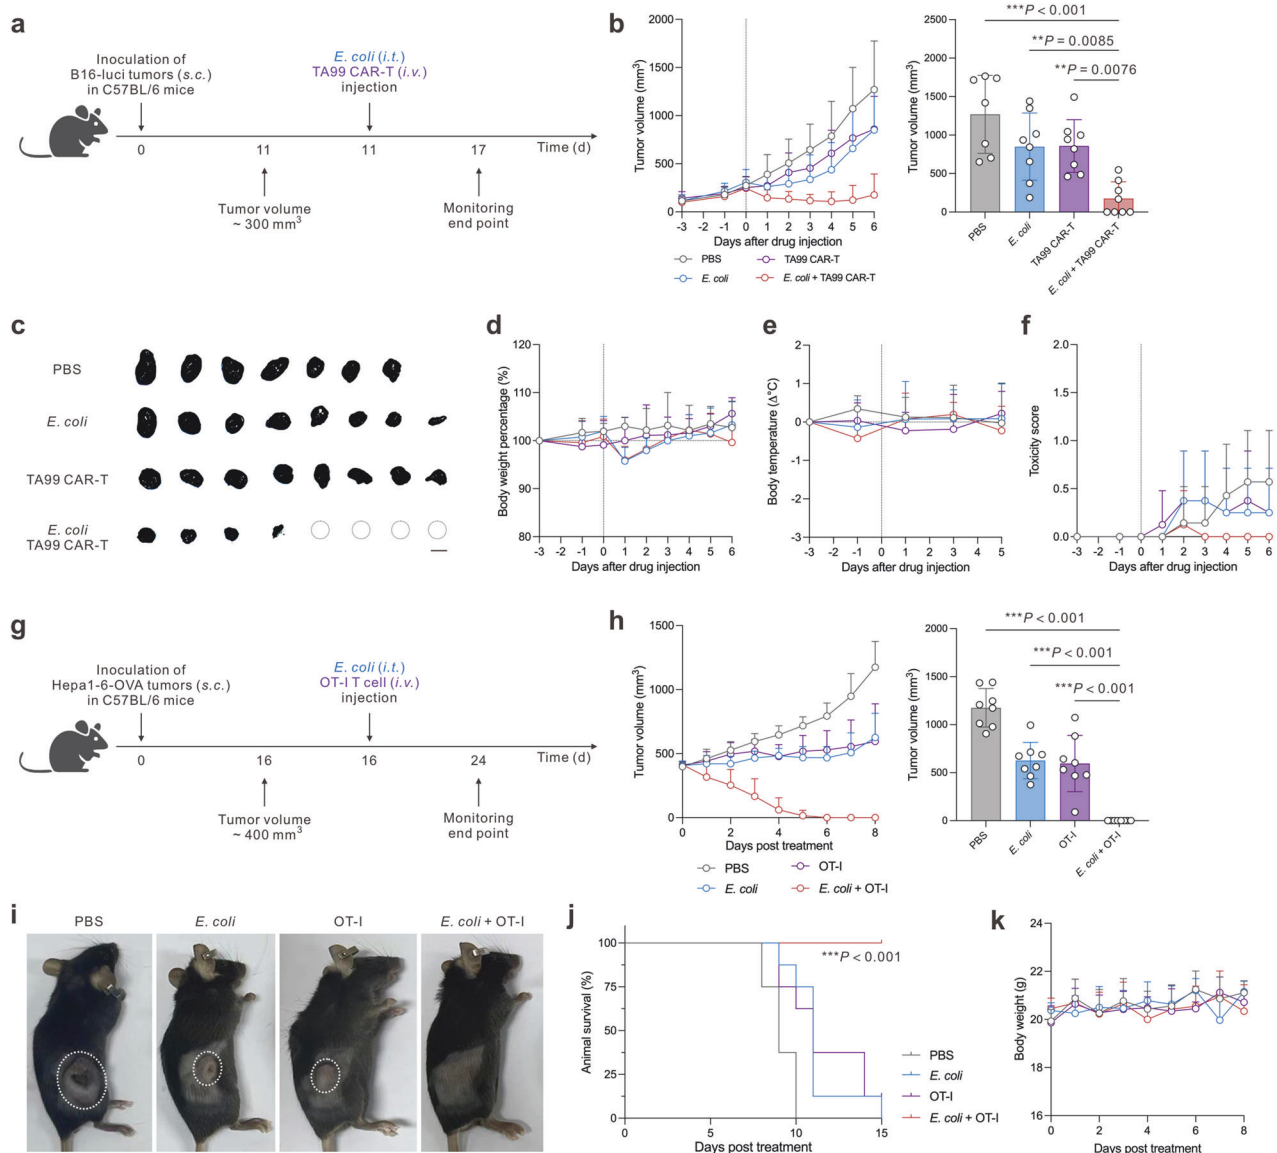 a
Inoculation of
B16-luci tumors (s.c.)
in C57BL/6 mice
E. coli (i.t.)
TA99 CAR-T (i.v.)
injection
0
11
11
17
Time (d)
Tumor volume
~ 300 mm³
Monitoring
end point
b
Tumor volume (mm³)
2000
1500
1000
500
0
-3
-1
0
1
2
3
4
5
6
Days after drug injection
PBS
TA99 CAR-T
E. coli
E. coli + TA99 CAR-T
***P < 0.001
**P = 0.0085
**P = 0.0076
Tumor volume (mm³)
2500
2000
1500
1000
500
0
PBS
E. coli
TA99 CAR-T
E. coli + TA99 CAR-T
c
PBS
E. coli
TA99 CAR-T
E. coli
TA99 CAR-T
d
Body weight percentage (%)
120
110
100
90
80
-3
-1
0
1
2
3
4
5
6
Days after drug injection
e
Body temperature (Δ°C)
2
1
0
-1
-2
-3
-3
-1
0
1
3
5
Days after drug injection
f
Toxicity score
2.0
1.5
1.0
0.5
0.0
-3
-1
0
1
2
3
4
5
6
Days after drug injection
g
Inoculation of
Hepa1-6-OVA tumors (s.c.)
in C57BL/6 mice
E. coli (i.t.)
OT-I T cell (i.v.)
injection
0
16
16
24
Time (d)
Tumor volume
~ 400 mm³
Monitoring
end point
h
Tumor volume (mm³)
1500
1000
500
0
0
2
4
6
8
Days post treatment
PBS
OT-I
E. coli
E. coli + OT-I
***P < 0.001
***P < 0.001
***P < 0.001
Tumor volume (mm³)
2000
1500
1000
500
0
PBS
E. coli
OT-I
E. coli + OT-I
i
PBS
E. coli
OT-I
E. coli + OT-I
j
Animal survival (%)
100
75
50
25
0
0
5
10
15
Days post treatment
***P < 0.001
PBS
E. coli
OT-I
E. coli + OT-I
k
Body weight (g)
24
22
20
18
16
0
2
4
6
8
Days post treatment